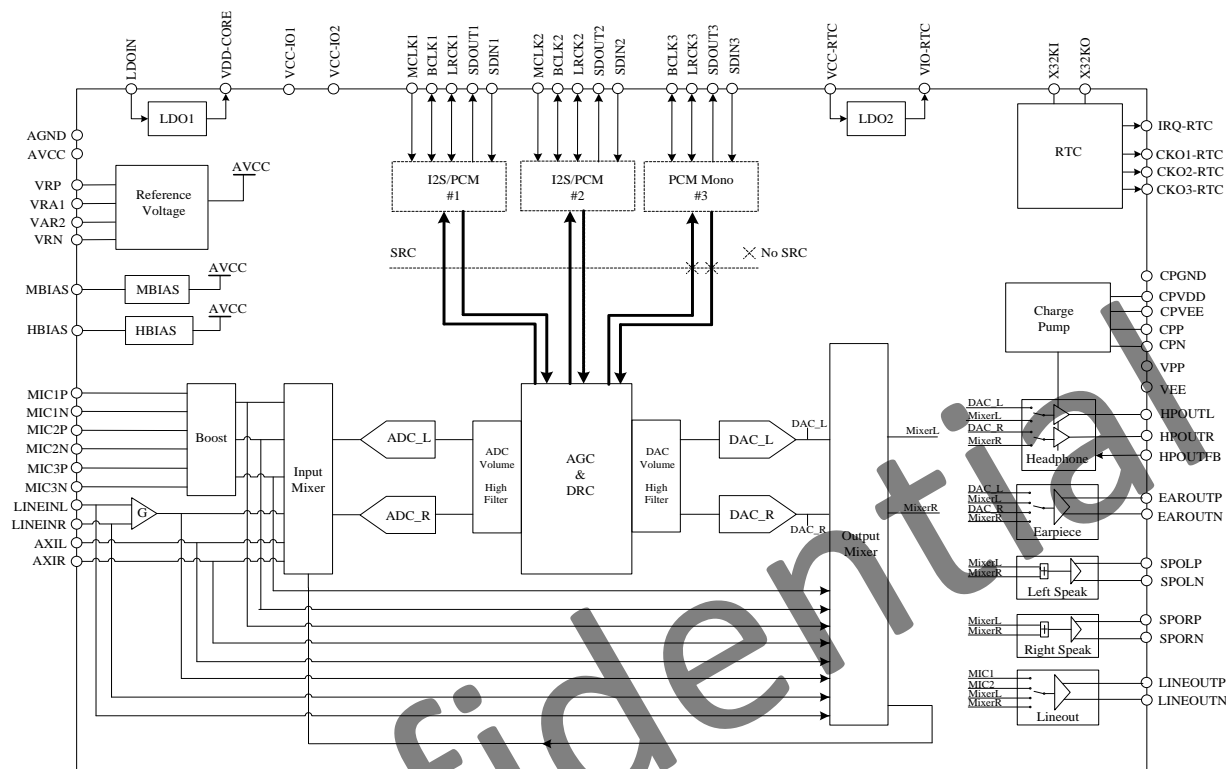 LDOIN
VDD-CORE
VCC-IO1
VCC-IO2
MCLK1
BCLK1
LRCK1
SDOUT1
SDIN1
MCLK2
BCLK2
LRCK2
SDOUT2
SDIN2
BCLK3
LRCK3
SDOUT3
SDIN3
VCC-RTC
VIO-RTC
X32KI
X32KO
LDO1
LDO2
AGND
AVCC
VRP
VRA1
VAR2
VRN
Reference
Voltage
AVCC
MBIAS
MBIAS
AVCC
HBIAS
HBIAS
AVCC
I2S/PCM
#1
I2S/PCM
#2
PCM Mono
#3
SRC
No SRC
RTC
IRQ-RTC
CKO1-RTC
CKO2-RTC
CKO3-RTC
CPGND
CPVDD
CPVEE
CPP
CPN
VPP
VEE
Charge
Pump
MIC1P
MIC1N
MIC2P
MIC2N
MIC3P
MIC3N
LINEINL
LINEINR
AXIL
AXIR
Boost
G
Input
Mixer
ADC_L
ADC_R
ADC
Volume
High
Filter
AGC
&
DRC
DAC
Volume
High
Filter
DAC_L
DAC_R
DAC_L
DAC_R
Output
Mixer
MixerL
MixerR
DAC_L
MixerL
DAC_R
MixerR
Headphone
HPOUTL
HPOUTR
HPOUTFB
DAC_L
MixerL
DAC_R
MixerR
Earpiece
EAROUTP
EAROUTN
MixerL
MixerR
Left Speak
SPOLP
SPOLN
MixerL
MixerR
Right Speak
SPORP
SPORN
MIC1
MIC2
MixerL
MixerR
Lineout
LINEOUTP
LINEOUTN
fidential